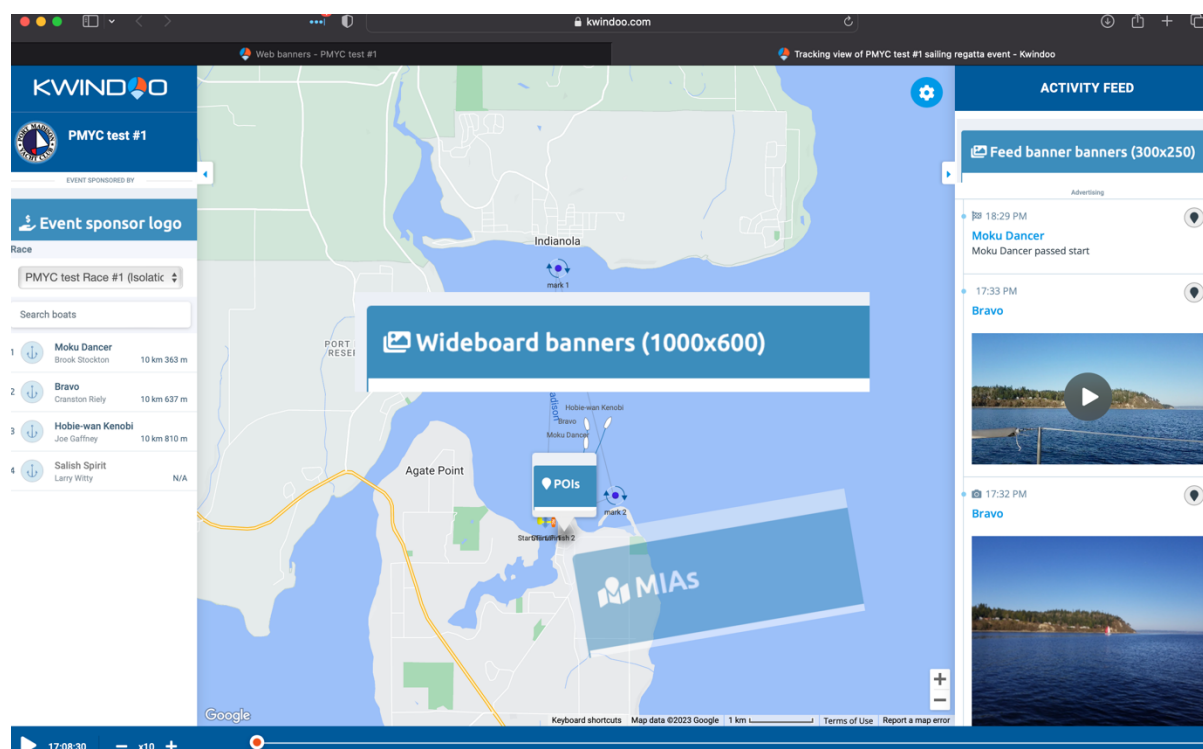 kwindoo.com
Web banners - PMYC test #1
Tracking view of PMYC test #1 sailing regatta event - Kwindoo
KWINDOO
PMYC test #1
EVENT SPONSORED BY
Event sponsor logo
Race
PMYC test Race #1 (Isolatic
Search boats
1
Moku Dancer
Brook Stockton
10 km 363 m
2
Bravo
Cranston Riely
10 km 637 m
3
Hobie-wan Kenobi
Joe Gaffney
10 km 810 m
4
Salish Spirit
Larry Witty
N/A
Indianola
mark 1
PORT
RESE
Wideboard banners (1000x600)
Hobie-wan Kenobi
Bravo
Moku Dancer
Agate Point
POIs
mark 2
MIAs
Google
Keyboard shortcuts
Map data ©2023 Google
1 km
Terms of Use
Report a map error
ACTIVITY FEED
Feed banner banners (300x250)
Advertising
18:29 PM
Moku Dancer
Moku Dancer passed start
17:33 PM
Bravo
17:32 PM
Bravo
17:08:30
x10